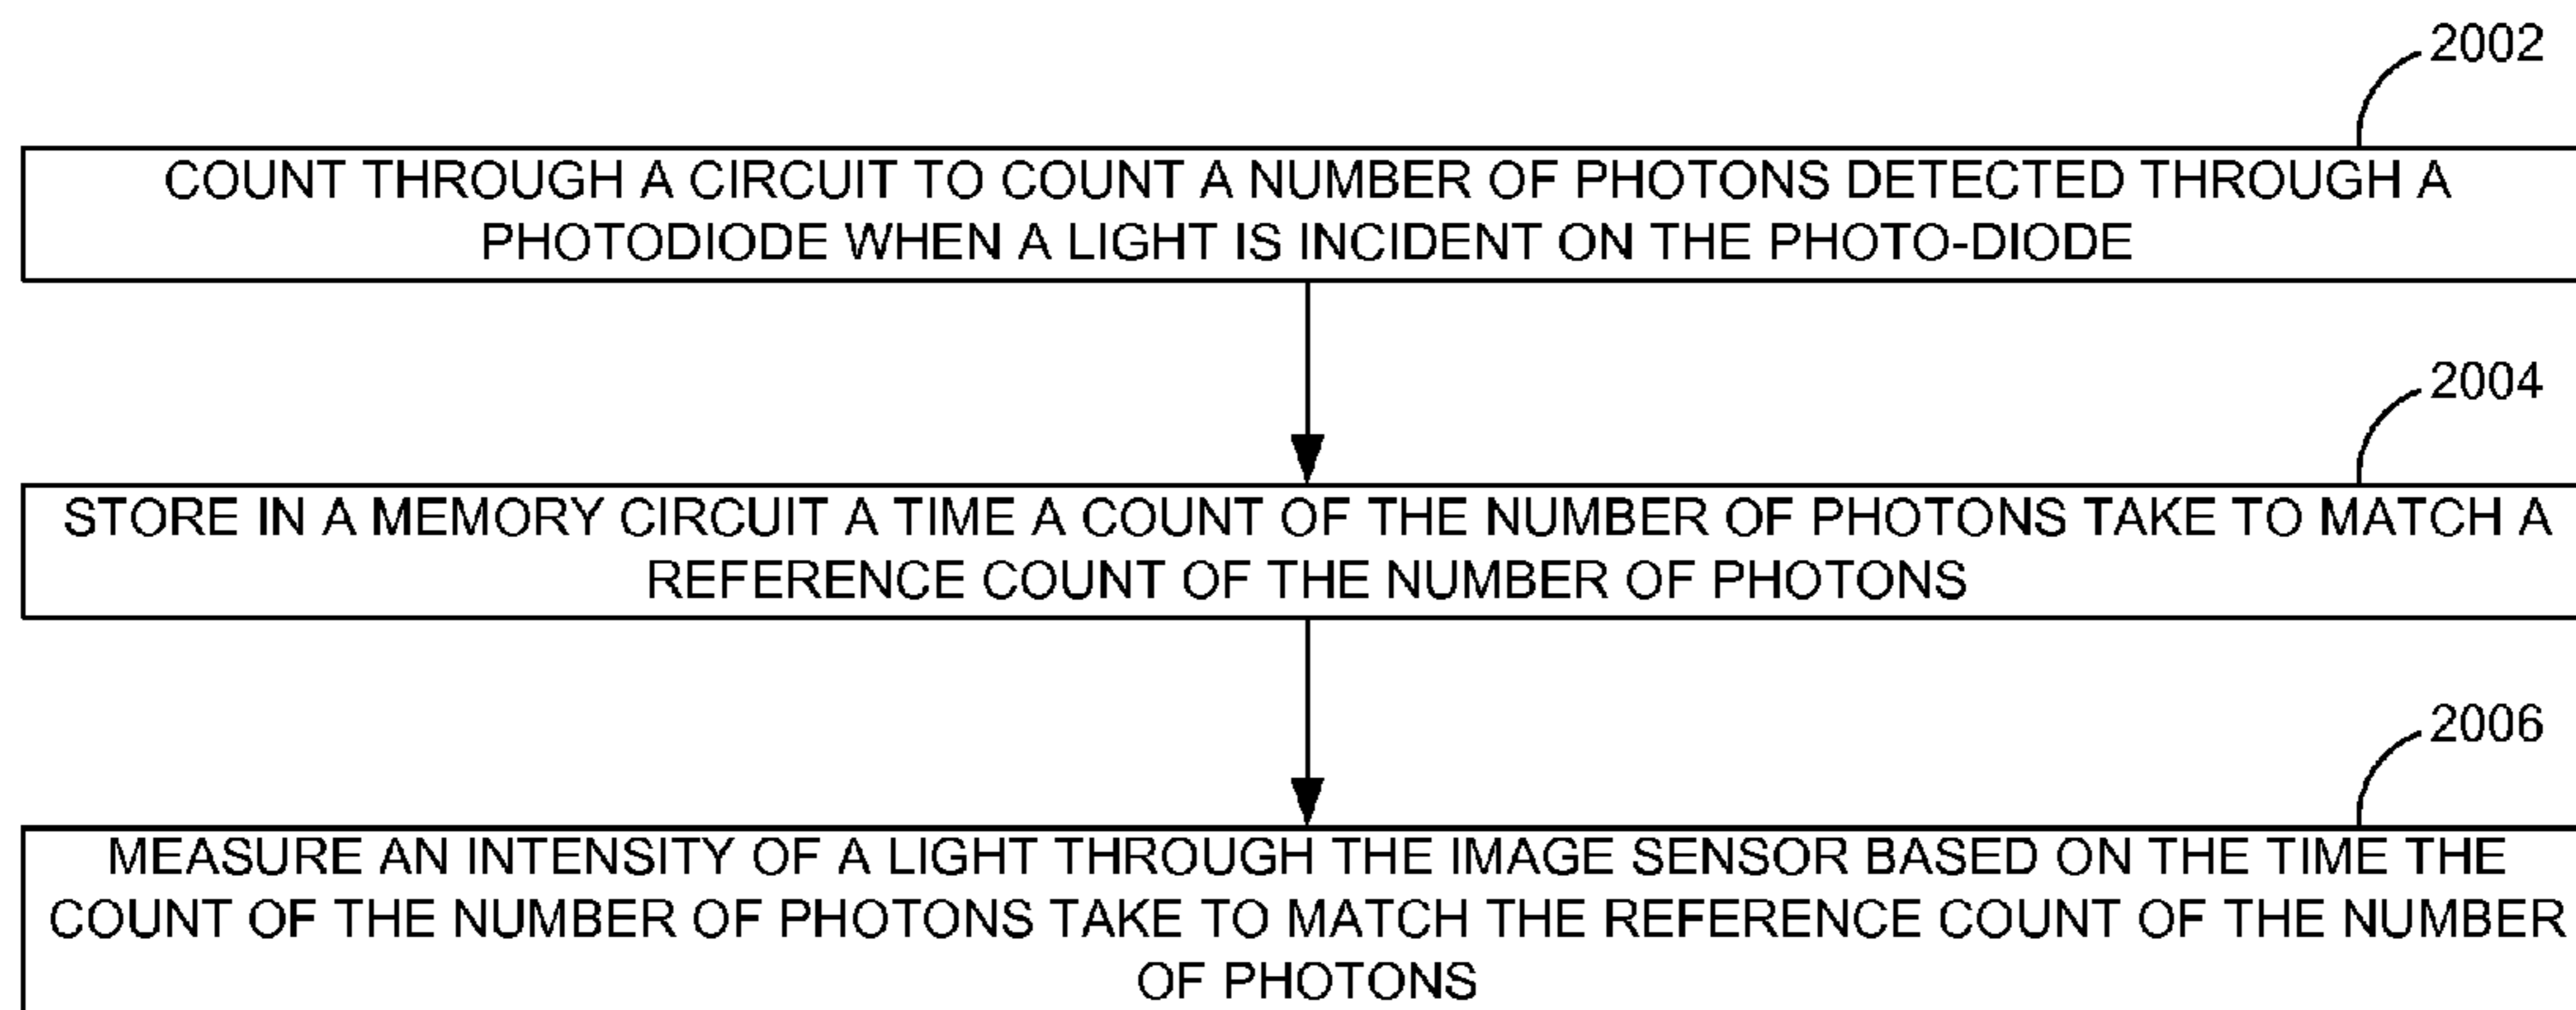 2002
COUNT THROUGH A CIRCUIT TO COUNT A NUMBER OF PHOTONS DETECTED THROUGH A
PHOTODIODE WHEN A LIGHT IS INCIDENT ON THE PHOTO-DIODE
2004
STORE IN A MEMORY CIRCUIT A TIME A COUNT OF THE NUMBER OF PHOTONS TAKE TO MATCH A
REFERENCE COUNT OF THE NUMBER OF PHOTONS
2006
MEASURE AN INTENSITY OF A LIGHT THROUGH THE IMAGE SENSOR BASED ON THE TIME THE
COUNT OF THE NUMBER OF PHOTONS TAKE TO MATCH THE REFERENCE COUNT OF THE NUMBER
OF PHOTONS